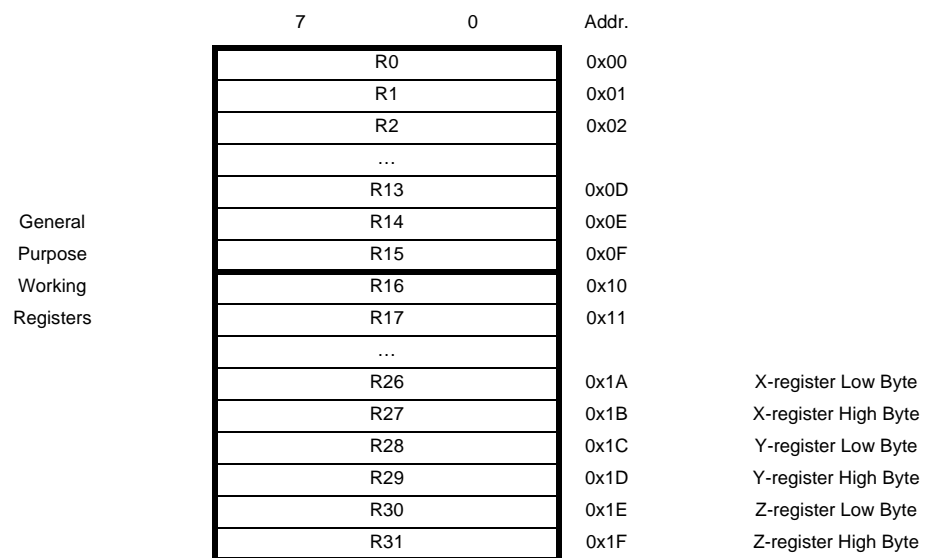 7 0 Addr.
R0 0x00
R1 0x01
R2 0x02
…
R13 0x0D
General R14 0x0E
Purpose R15 0x0F
Working R16 0x10
Registers R17 0x11
…
R26 0x1A X-register Low Byte
R27 0x1B X-register High Byte
R28 0x1C Y-register Low Byte
R29 0x1D Y-register High Byte
R30 0x1E Z-register Low Byte
R31 0x1F Z-register High Byte